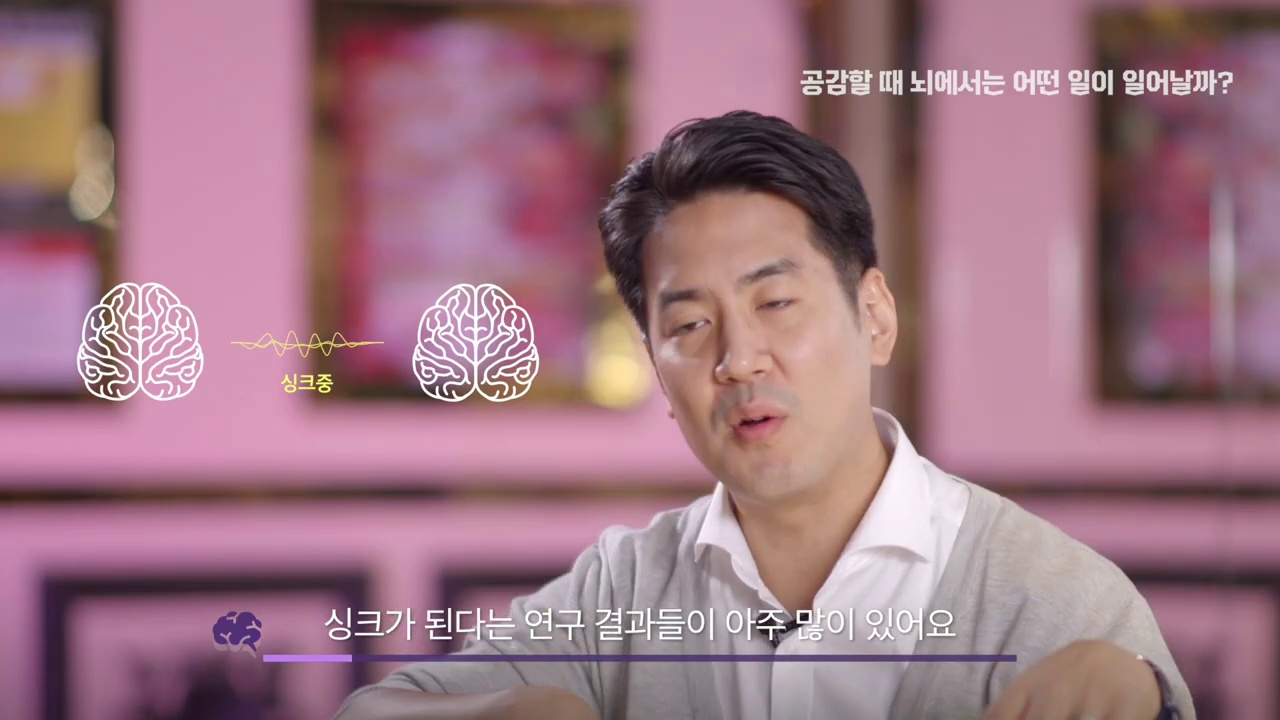 공감할 때 뇌에서는 어떤 일이 일어날까?
싱크중
싱크가 된다는 연구 결과들이 아주 많이 있어요